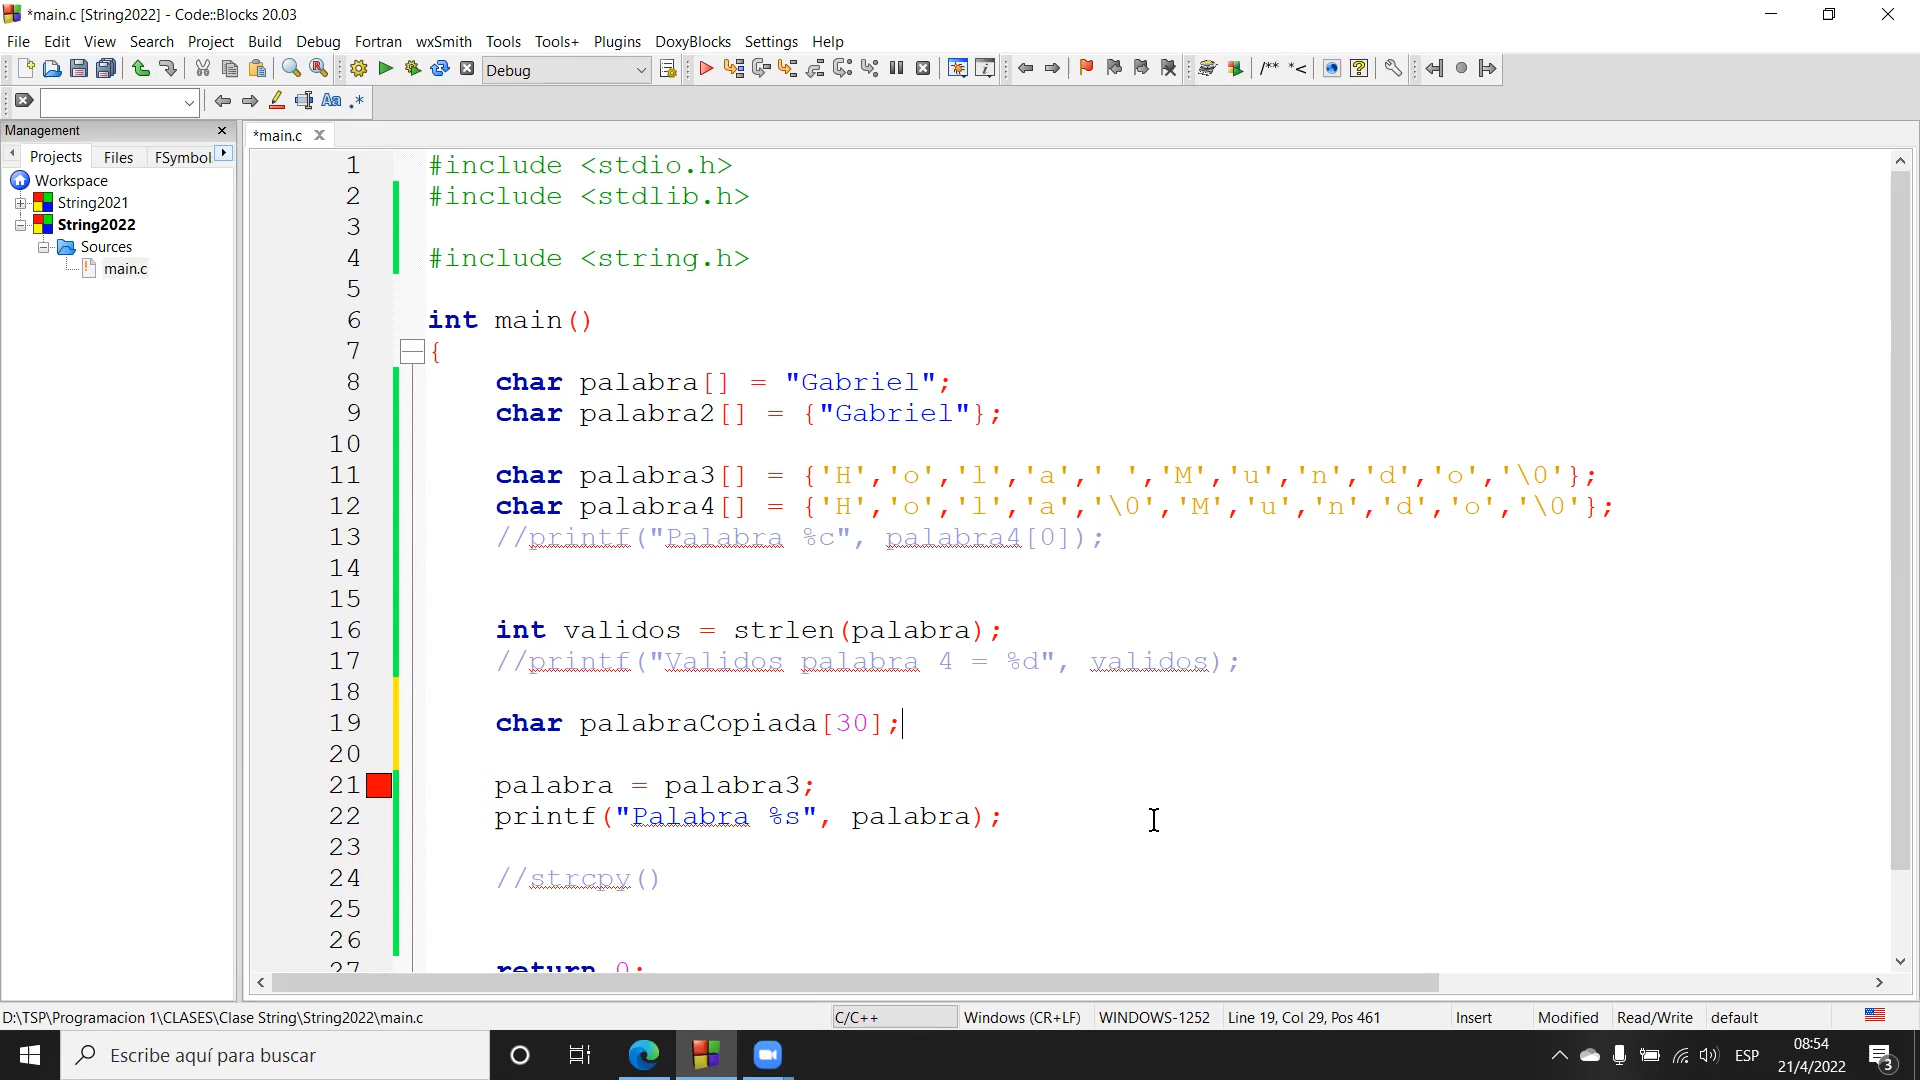 *main.c [String2022] - Code::Blocks 20.03
File Edit View Search Project Build Debug Fortran wxSmith Tools Tools+ Plugins DoxyBlocks Settings Help
Debug
/** *<
Aa .*
Management
*main.c
Projects Files FSymbol
Workspace
String2021
String2022
Sources
main.c
1 #include <stdio.h>
2 #include <stdlib.h>
3
4 #include <string.h>
5
6 int main()
7 {
8 char palabra[] = "Gabriel";
9 char palabra2[] = {"Gabriel"};
10
11 char palabra3[] = {'H','o','l','a',' ','M','u','n','d','o','\0'};
12 char palabra4[] = {'H','o','l','a','\0','M','u','n','d','o','\0'};
13 //printf("Palabra %c", palabra4[0]);
14
15
16 int validos = strlen(palabra);
17 //printf("Validos palabra 4 = %d", validos);
18
19 char palabraCopiada[30];
20
21 palabra = palabra3;
22 printf("Palabra %s", palabra);
23
24 //strcpy()
25
26
27 return 0;
D:\TSP\Programacion 1\CLASES\Clase String\String2022\main.c C/C++ Windows (CR+LF) WINDOWS-1252 Line 19, Col 29, Pos 461 Insert Modified Read/Write default
Escribe aquí para buscar
ESP
08:54
21/4/2022
3